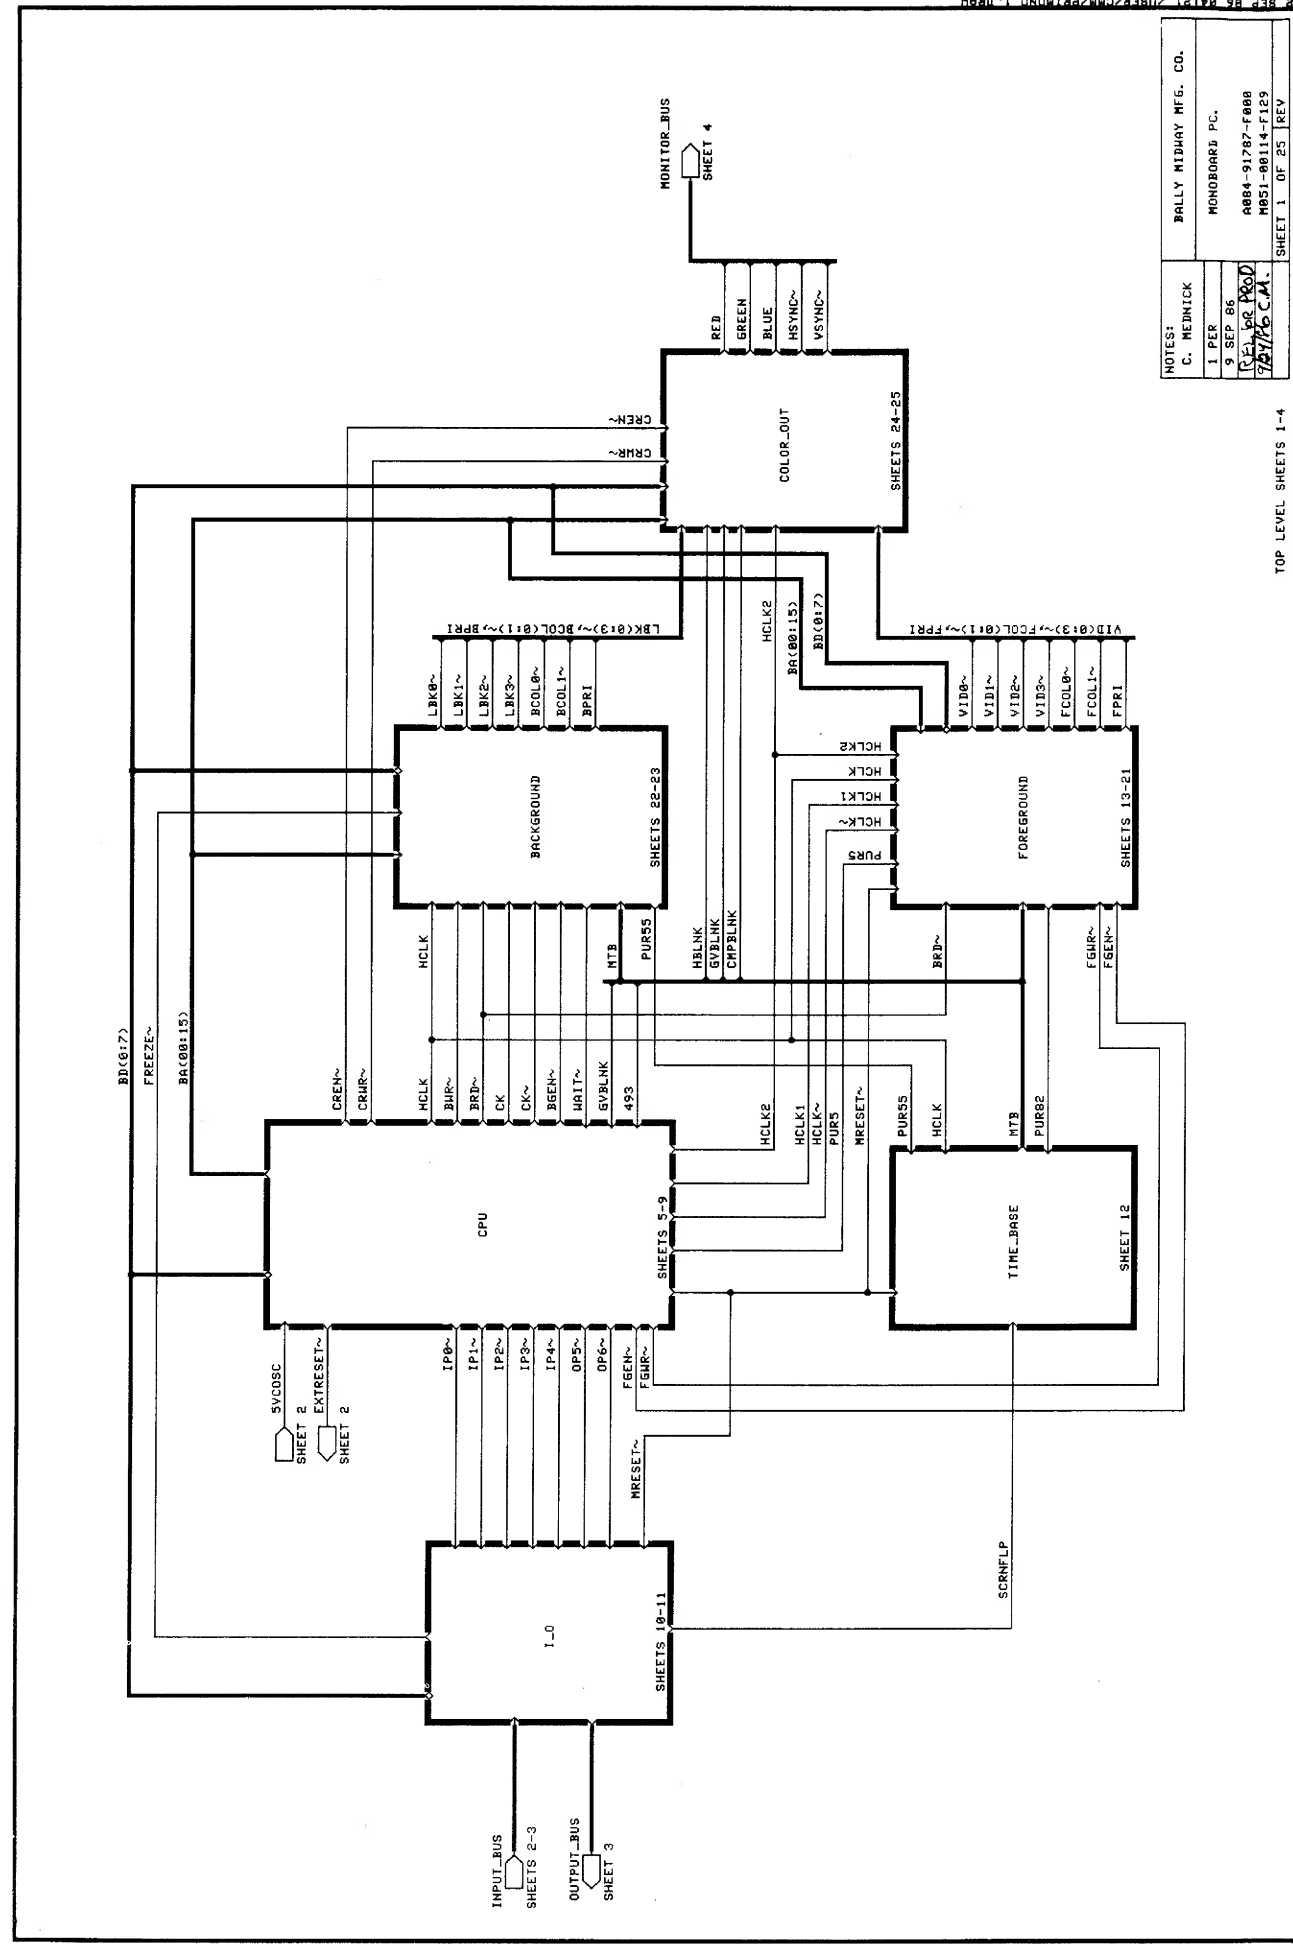 MONITOR_BUS
SHEET 4
RED
GREEN
BLUE
HSYNC~
VSYNC~
COLOR_OUT
SHEETS 24-25
CREN~
CRWR~
LBK(0:3)~,BCOL(0:1)~,BPRI
HCLK2
BA(00:15)
BD(0:7)
VID(0:3)~,FCOL(0:1)~,FPRI
LBK0~
LBK1~
LBK2~
LBK3~
BCOL0~
BCOL1~
BPRI
VID0~
VID1~
VID2~
VID3~
FCOL0~
FCOL1~
FPRI
BACKGROUND
SHEETS 22-23
HCLK2
HCLK
HCLK1
HCLK~
PUR5
FOREGROUND
SHEETS 13-21
HCLK
MTB
PUR55
HBLNK
GVBLNK
CMPBLNK
BRD~
FGWR~
FGEN~
BD(0:7)
FREEZE~
BA(00:15)
CREN~
CRWR~
HCLK
BWR~
BRD~
CK
CK~
BGEN~
WAIT~
GVBLNK
493
HCLK2
HCLK1
HCLK~
PUR5
MRESET~
PUR55
HCLK
MTB
PUR82
CPU
SHEETS 5-9
TIME_BASE
SHEET 12
5VCOSC
SHEET 2
EXTRESET~
SHEET 2
IP0~
IP1~
IP2~
IP3~
IP4~
OP5~
OP6~
FGEN~
FGWR~
MRESET~
SCRNFLP
I_O
SHEETS 10-11
INPUT_BUS
SHEETS 2-3
OUTPUT_BUS
SHEET 3
TOP LEVEL SHEETS 1-4
NOTES:
C. MEDNICK
1 PER
9 SEP 86
REL for PROD
C.M.
BALLY MIDWAY MFG. CO.
MONOBOARD PC.
A084-91787-F000
M051-00114-F129
SHEET 1 OF 25
REV